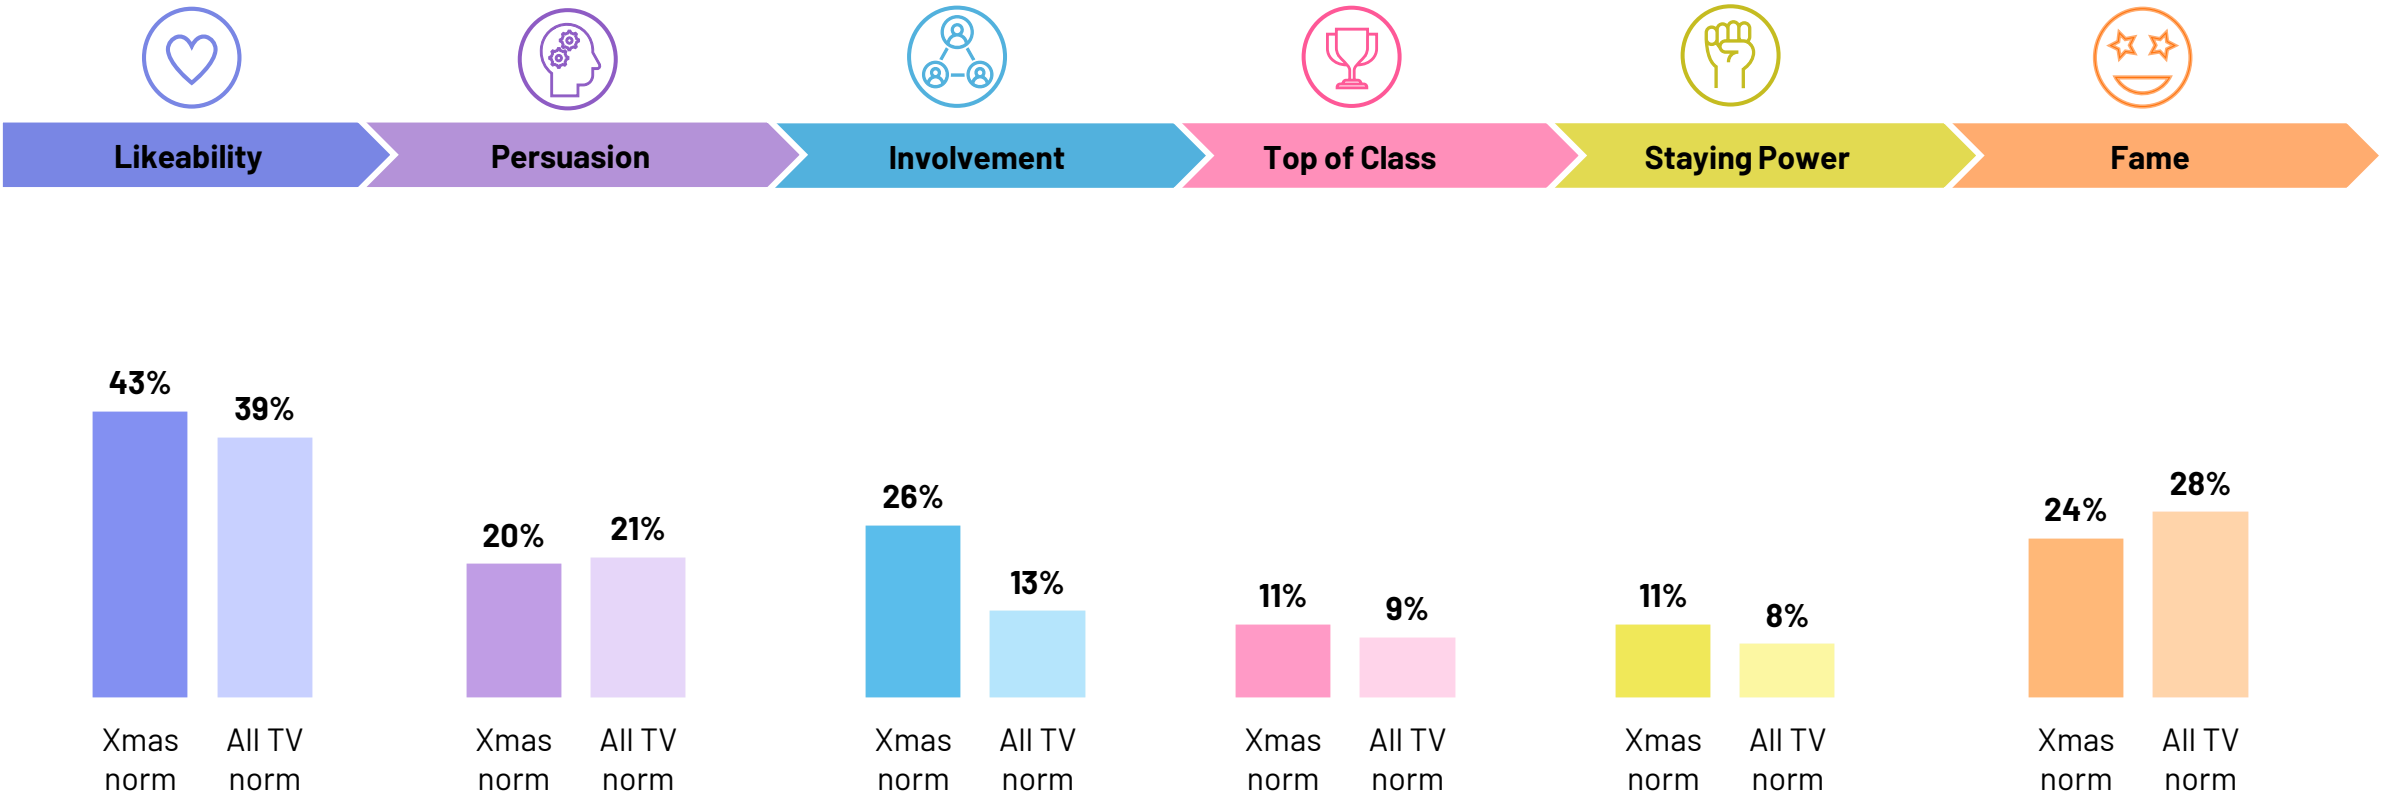 Likeability
Persuasion
Involvement
Top of Class
Staying Power
Fame
43%
39%
20%
21%
26%
13%
11%
9%
11%
8%
24%
28%
Xmas
norm
All TV
norm
Xmas
norm
All TV
norm
Xmas
norm
All TV
norm
Xmas
norm
All TV
norm
Xmas
norm
All TV
norm
Xmas
norm
All TV
norm